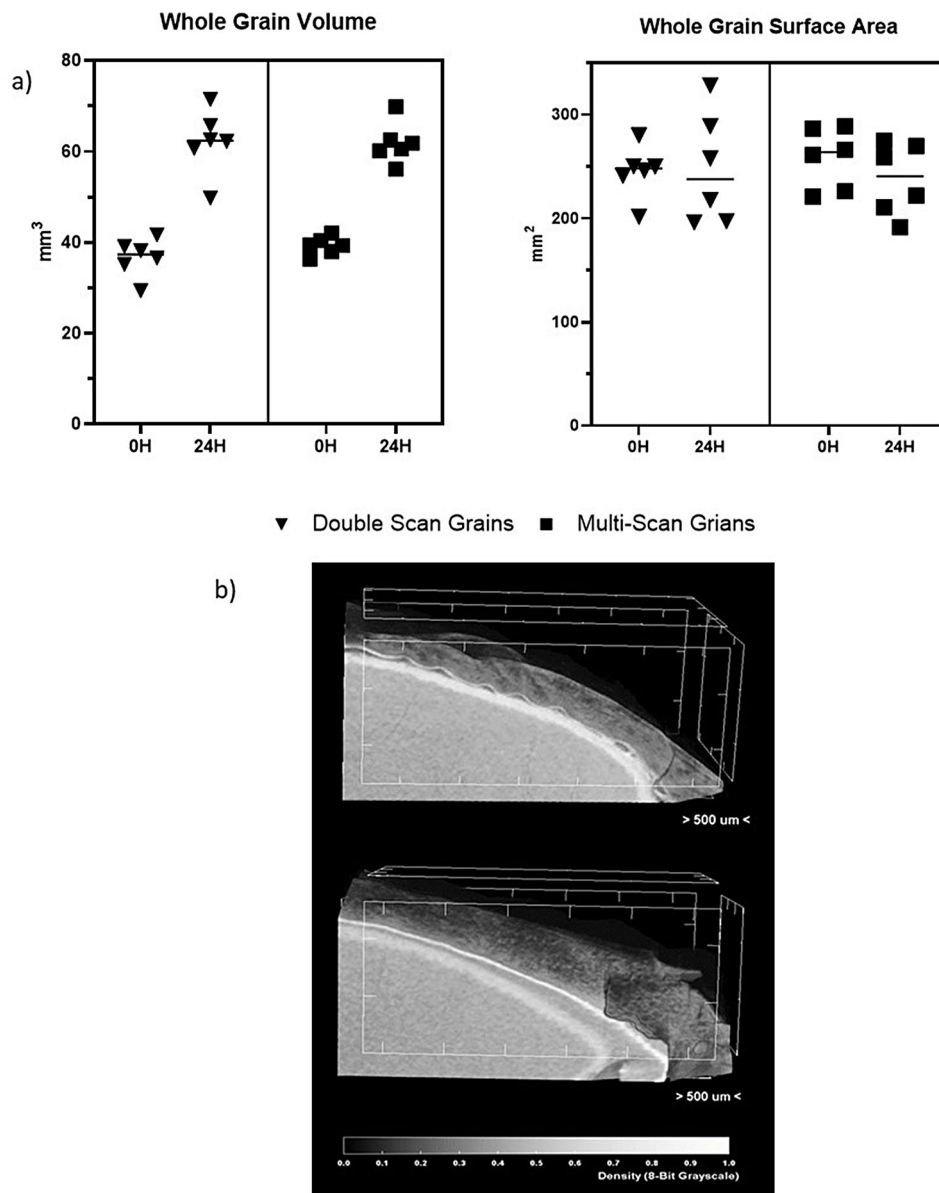 Whole Grain Volume
Whole Grain Surface Area
a)
80
60
40
20
0
mm3
0H
24H
0H
24H
300
200
100
0
mm2
0H
24H
0H
24H
Double Scan Grains
Multi-Scan Grians
b)
> 500 um <
> 500 um <
0.0 0.1 0.2 0.3 0.4 0.5 0.6 0.7 0.8 0.9 1.0
Density (8-Bit Grayscale)